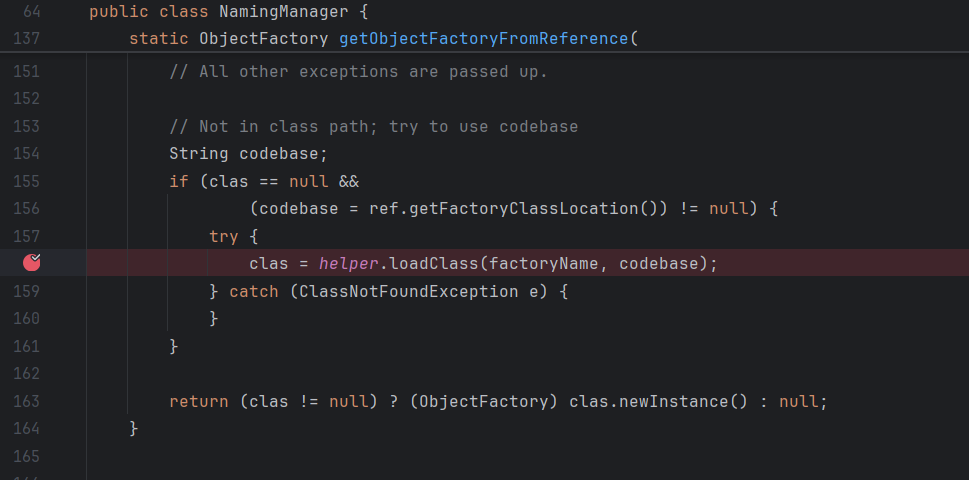 64 public class NamingManager {
137 static ObjectFactory getObjectFactoryFromReference(
151 // All other exceptions are passed up.
152
153 // Not in class path; try to use codebase
154 String codebase;
155 if (clas == null &&
156 (codebase = ref.getFactoryClassLocation()) != null) {
157 try {
clas = helper.loadClass(factoryName, codebase);
159 } catch (ClassNotFoundException e) {
160 }
161 }
162
163 return (clas != null) ? (ObjectFactory) clas.newInstance() : null;
164 }
165